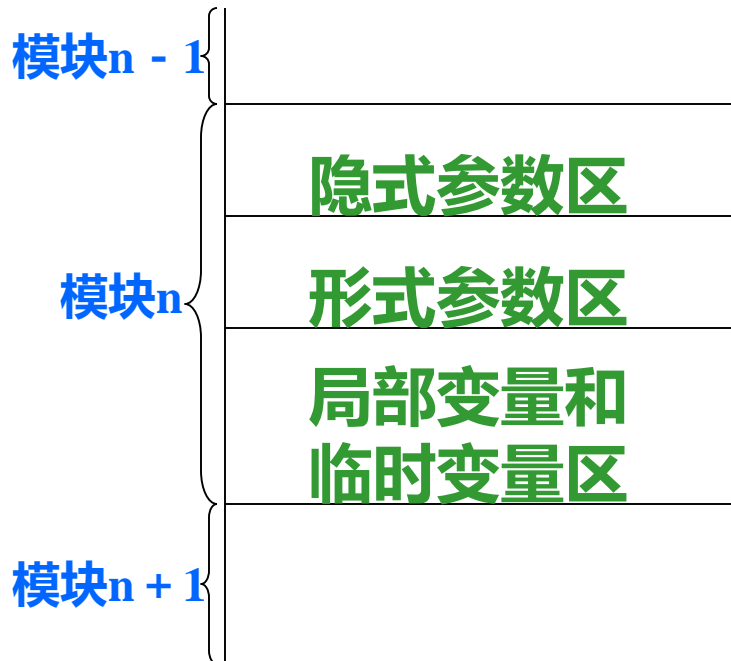 模块n - 1
隐式参数区
形式参数区
模块n
局部变量和
临时变量区
模块n + 1